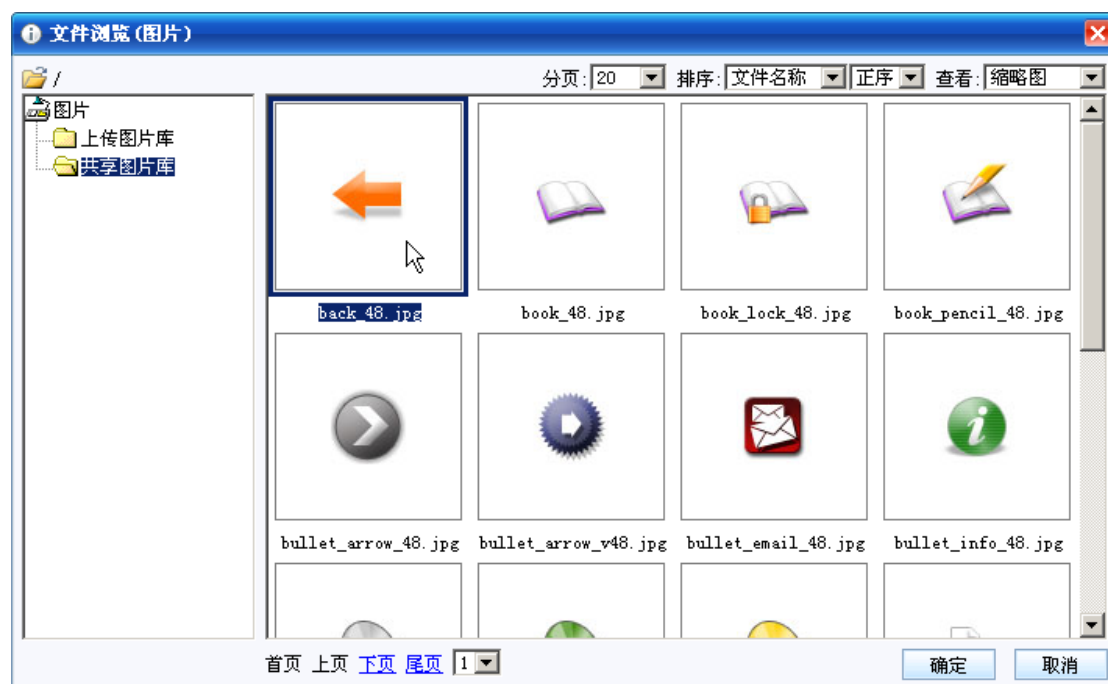 文件浏览(图片)
/ 分页:20 排序:文件名称 正序 查看:缩略图
图片
上传图片库
共享图片库
back_48.jpg book_48.jpg book_lock_48.jpg book_pencil_48.jpg
bullet_arrow_48.jpg bullet_arrow_v48.jpg bullet_email_48.jpg bullet_info_48.jpg
首页 上页 下页 尾页 1 确定 取消